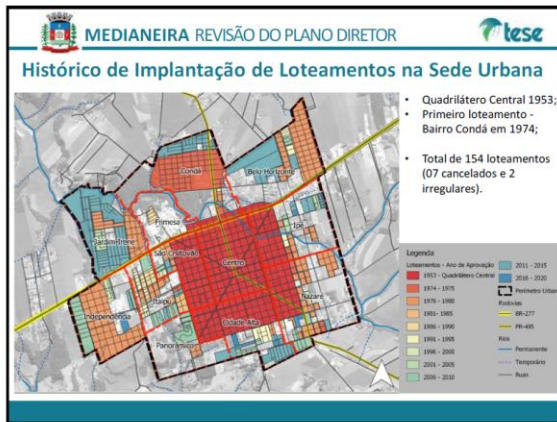 MEDIANEIRA REVISÃO DO PLANO DIRETOR
tese
Histórico de Implantação de Loteamentos na Sede Urbana
• Quadrilátero Central 1953;
• Primeiro loteamento -
Bairro Condá em 1974;
• Total de 154 loteamentos
(07 cancelados e 2
irregulares).
Condá
Belo Horizonte
Frimesa
Ipê
Jardim Irene
São Cristóvão
Centro
Itaipú
Nazaré
Independência
Cidade Alta
Panorâmico
Legenda
Loteamentos - Ano de Aprovação
1953 - Quadrilátero Central
1974 - 1975
1976 - 1980
1981- 1985
1986 - 1990
1991 - 1995
1996 - 2000
2001 - 2005
2006 - 2010
2011 - 2015
2016 - 2020
Perímetro Urban
Rodovias
BR-277
PR-495
Rios
Permanente
Temporário
Ruas